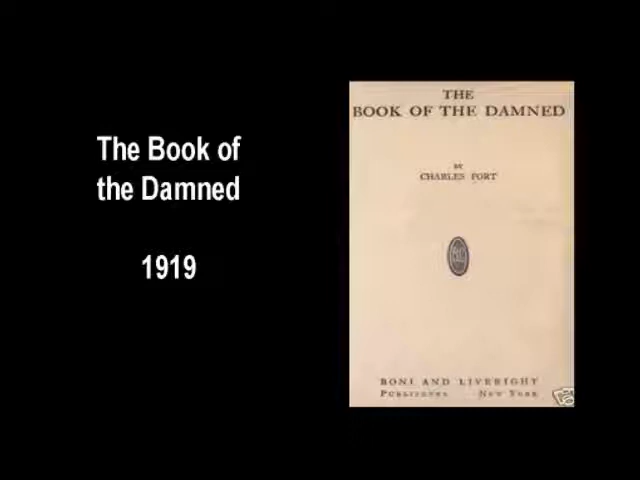 The Book of
the Damned
1919
THE
BOOK OF THE DAMNED
BY
CHARLES FORT
BONI AND LIVERIGHT
PUBLISHERS NEW YORK